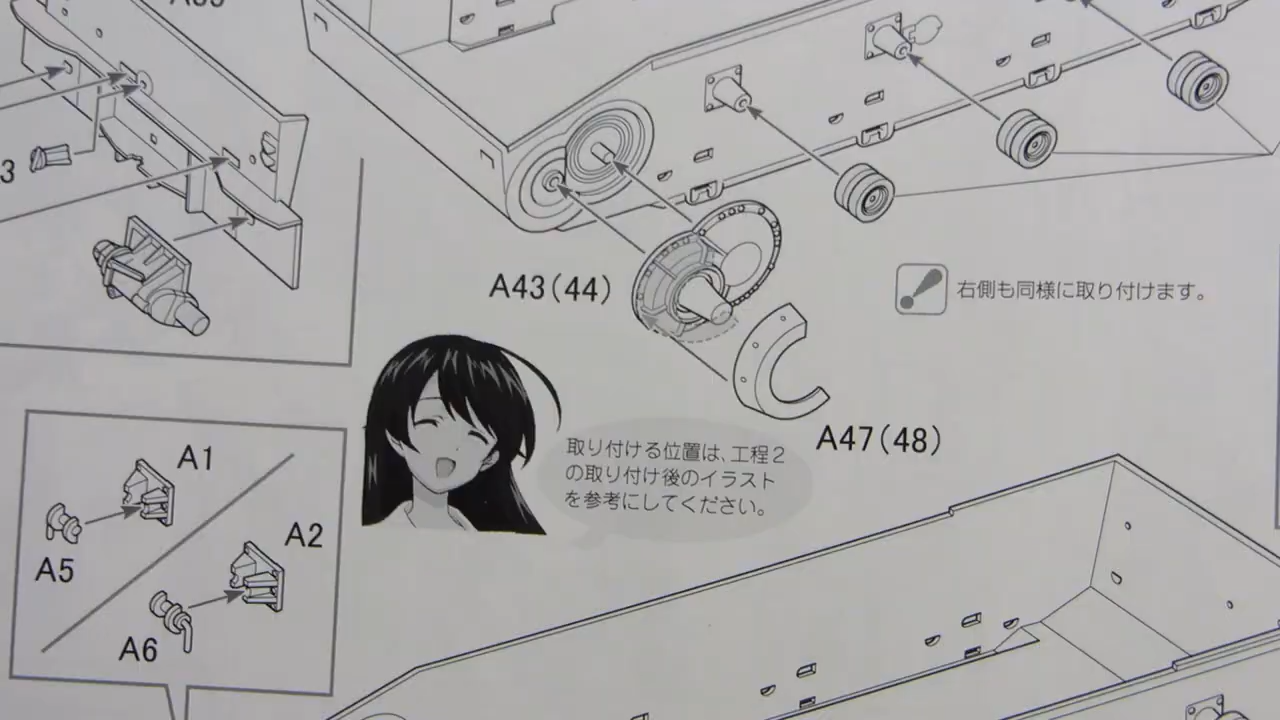 3
A43(44)
右側も同様に取り付けます。
A47(48)
取り付ける位置は、工程2
の取り付け後のイラスト
を参考にしてください。
A1
A5
A2
A6